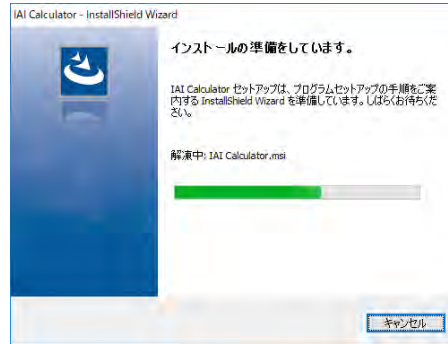 IAI Calculator - InstallShield Wizard
インストールの準備をしています。
IAI Calculator セットアップは、プログラムセットアップの手順をご案
内する InstallShield Wizard を準備しています。しばらくお待ちくだ
さい。
解凍中: IAI Calculator.msi
キャンセル